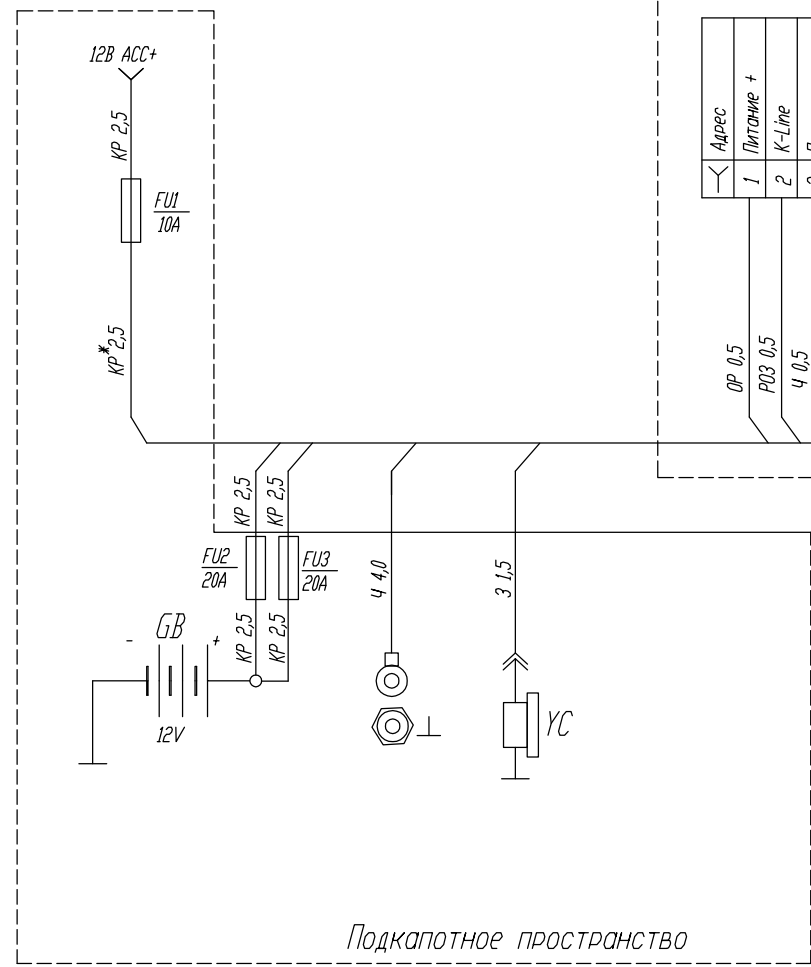 12В ACC+
КР 2,5
FU1
10А
КР*2,5
Адрес
1 Питание +
2 K-Line
ОР 0,5
РОЗ 0,5
Ч 0,5
КР 2,5
КР 2,5
FU2
20А
FU3
20А
КР 2,5
КР 2,5
Ч 4,0
З 1,5
- GB +
12V
YC
Подкапотное пространство